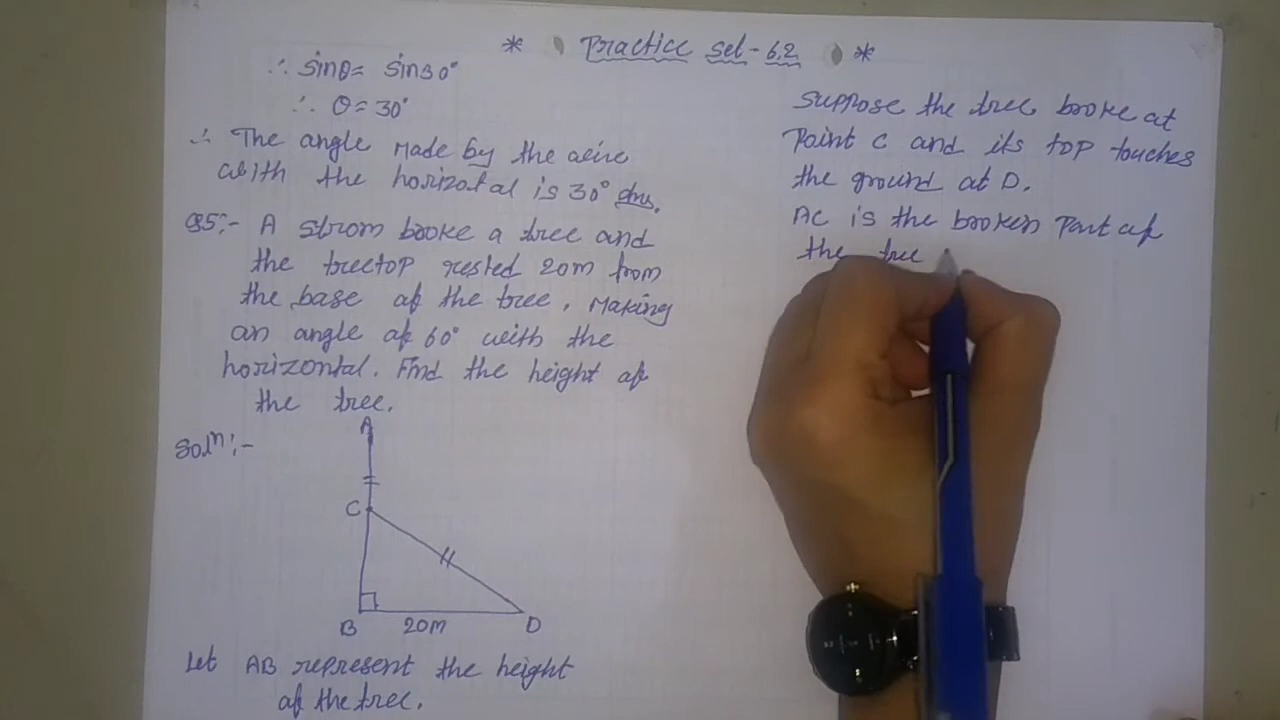 * Practice Set-6.2 *
∴ sinθ= sin30°
∴ θ=30°
∴ The angle made by the wire
with the horizotal is 30° Ans.
Q5:- A strom broke a tree and
the treetop rested 20m from
the base of the tree, making
an angle of 60° with the
horizontal. Find the height of
the tree.
Solⁿ:-
A
C
B 20M D
Let AB represent the height
of the tree.
Suppose the tree broke at
Point C and its top touches
the ground at D.
AC is the broken Part of
the tree